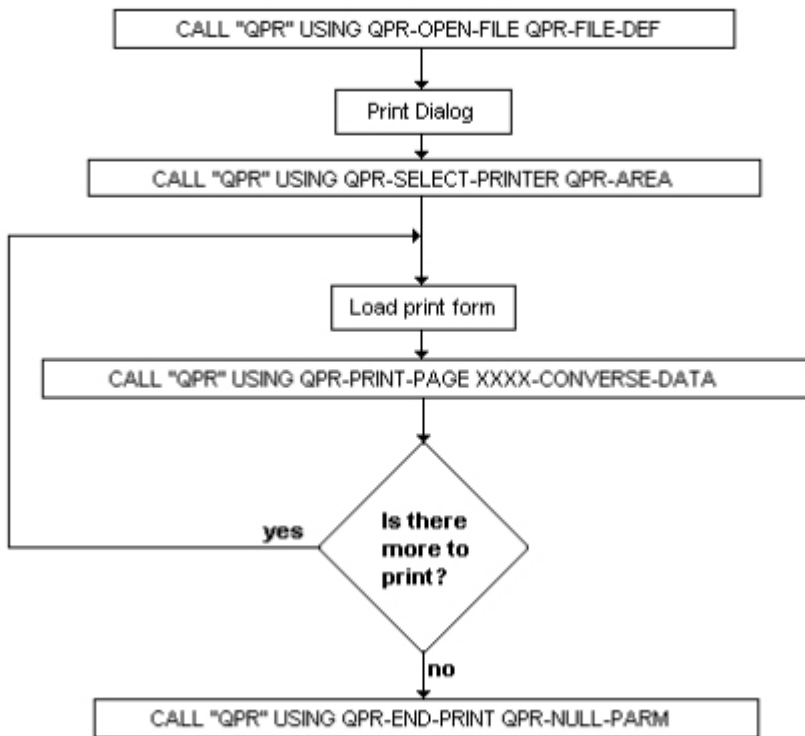 CALL "QPR" USING QPR-OPEN-FILE QPR-FILE-DEF
Print Dialog
CALL "QPR" USING QPR-SELECT-PRINTER QPR-AREA
Load print form
CALL "QPR" USING QPR-PRINT-PAGE XXXX-CONVERSE-DATA
yes
Is there
more to
print?
no
CALL "QPR" USING QPR-END-PRINT QPR-NULL-PARM